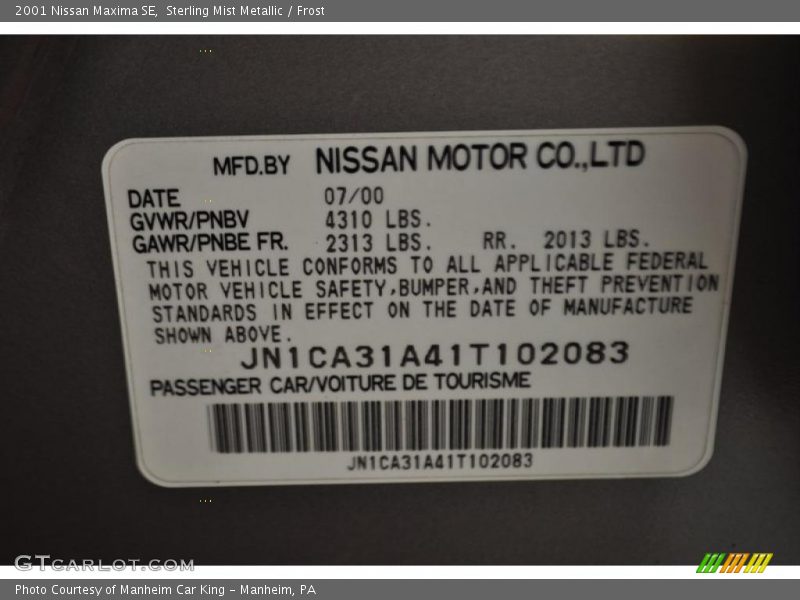 2001 Nissan Maxima SE,  Sterling Mist Metallic / Frost
MFD.BY NISSAN MOTOR CO.,LTD
DATE 07/00
GVWR/PNBV 4310 LBS.
GAWR/PNBE FR. 2313 LBS. RR. 2013 LBS.
THIS VEHICLE CONFORMS TO ALL APPLICABLE FEDERAL
MOTOR VEHICLE SAFETY,BUMPER,AND THEFT PREVENTION
STANDARDS IN EFFECT ON THE DATE OF MANUFACTURE
SHOWN ABOVE.
JN1CA31A41T102083
PASSENGER CAR/VOITURE DE TOURISME
JN1CA31A41T102083
GTCARLOT.COM
Photo Courtesy of Manheim Car King – Manheim, PA